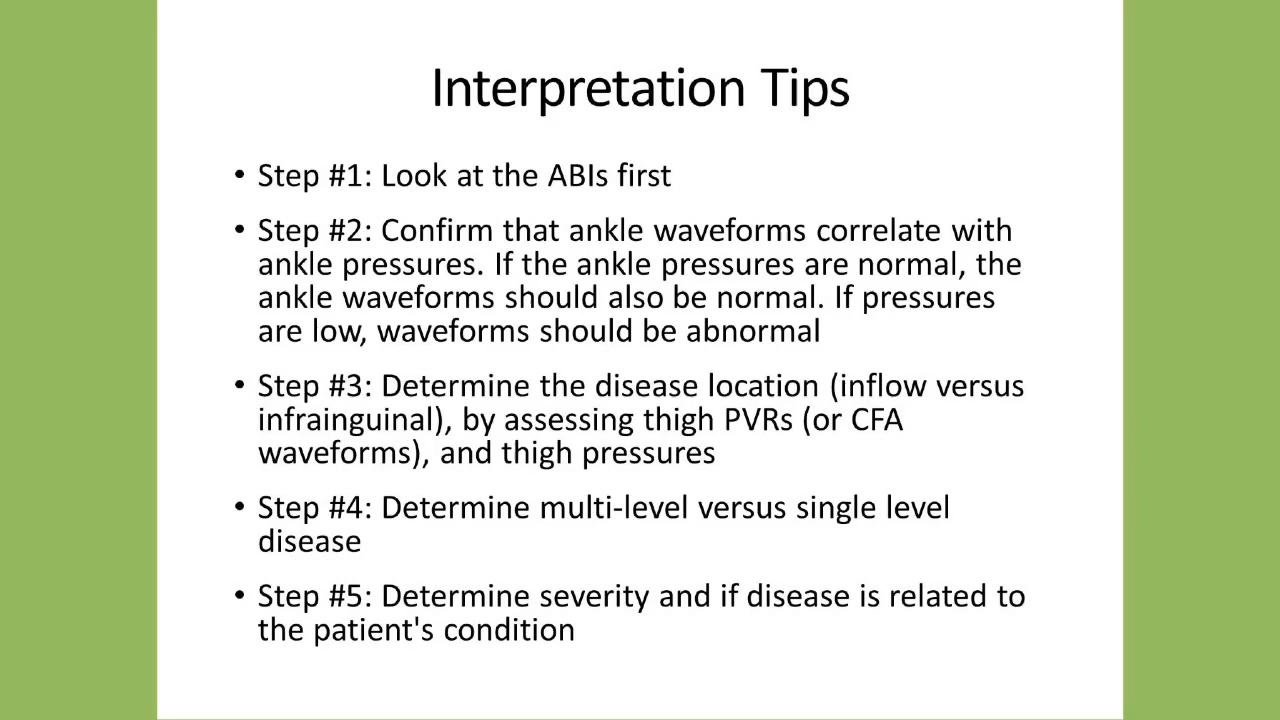 Interpretation Tips
• Step #1: Look at the ABIs first
• Step #2: Confirm that ankle waveforms correlate with
ankle pressures. If the ankle pressures are normal, the
ankle waveforms should also be normal. If pressures
are low, waveforms should be abnormal
• Step #3: Determine the disease location (inflow versus
infrainguinal), by assessing thigh PVRs (or CFA
waveforms), and thigh pressures
• Step #4: Determine multi-level versus single level
disease
• Step #5: Determine severity and if disease is related to
the patient's condition